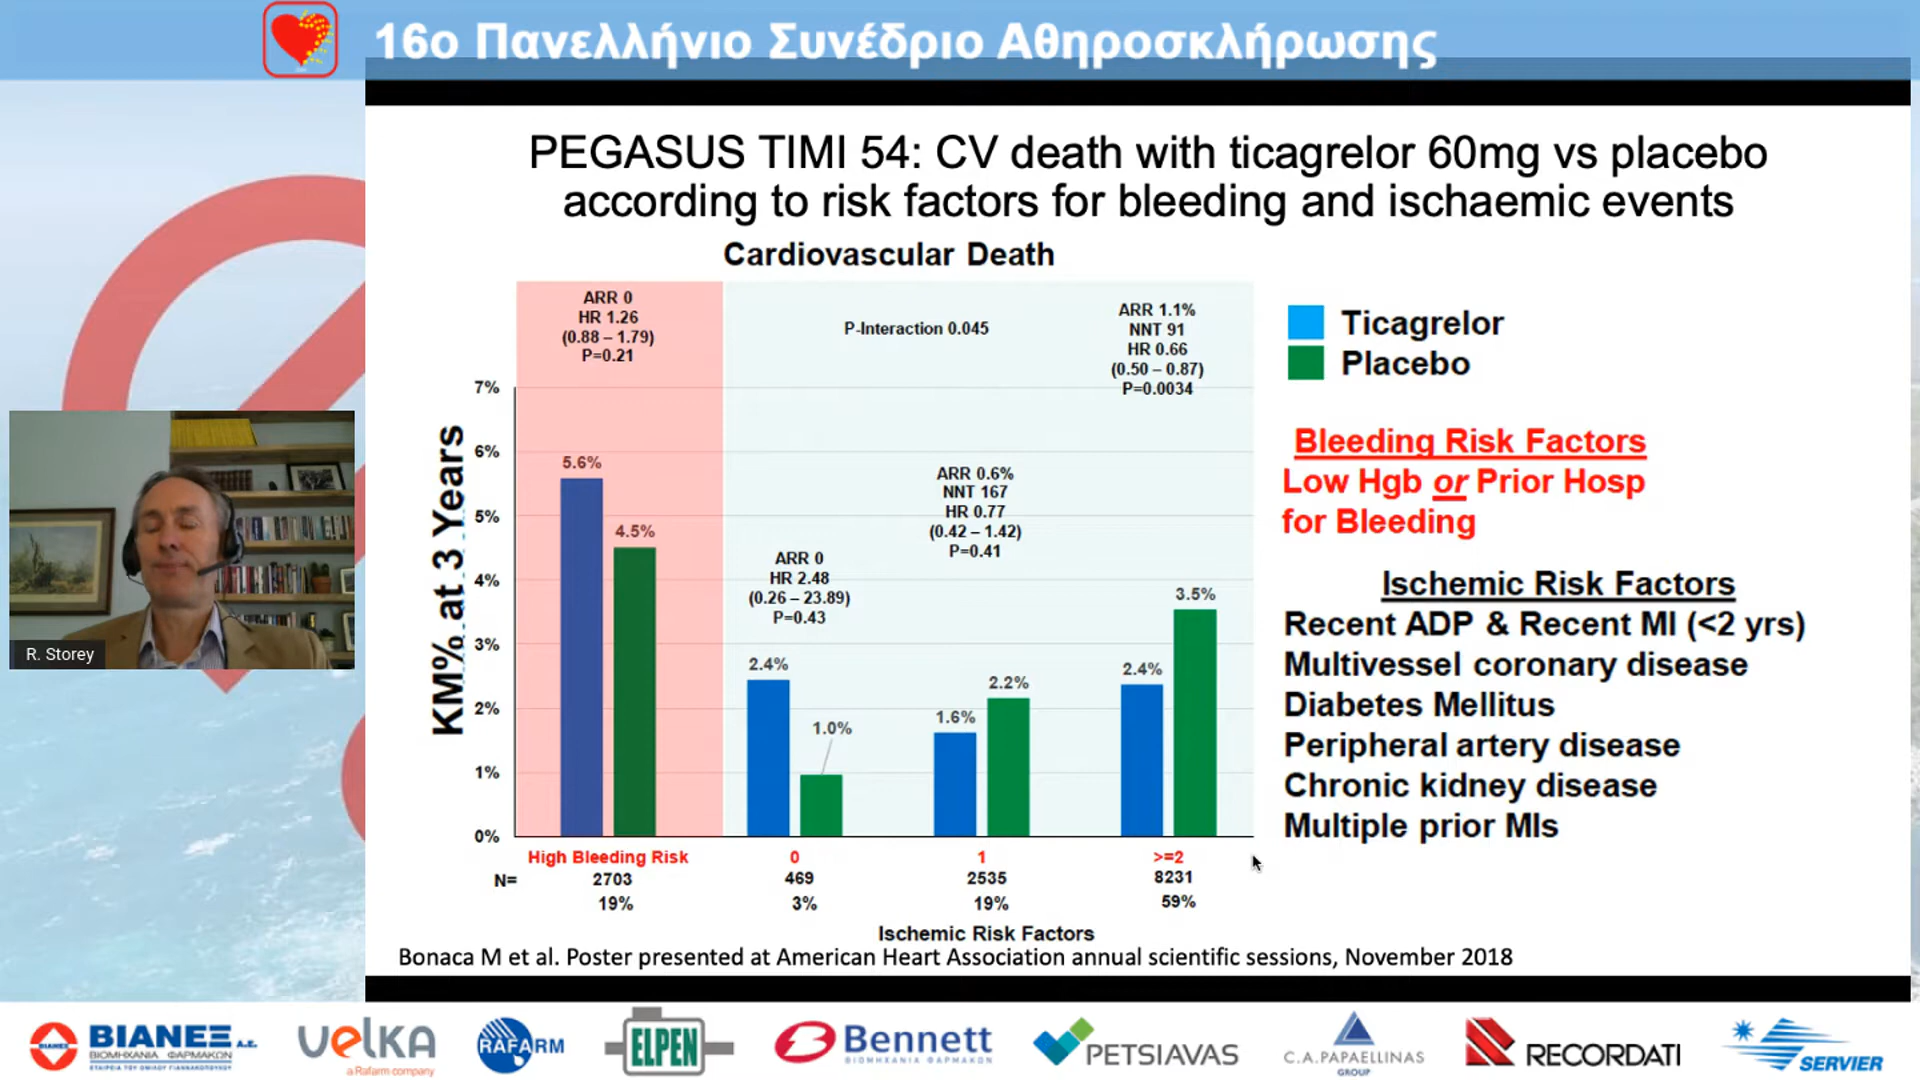 16ο Πανελλήνιο Συνέδριο Αθηροσκλήρωσης
PEGASUS TIMI 54: CV death with ticagrelor 60mg vs placebo
according to risk factors for bleeding and ischaemic events
Cardiovascular Death
ARR 0
HR 1.26
(0.88 – 1.79)
P=0.21
P-Interaction 0.045
ARR 1.1%
NNT 91
HR 0.66
(0.50 – 0.87)
P=0.0034
ARR 0.6%
NNT 167
HR 0.77
(0.42 – 1.42)
P=0.41
ARR 0
HR 2.48
(0.26 – 23.89)
P=0.43
KM% at 3 Years
7%
6%
5%
4%
3%
2%
1%
0%
5.6%
4.5%
2.4%
1.0%
1.6%
2.2%
2.4%
3.5%
High Bleeding Risk 0 1 >=2
N= 2703 469 2535 8231
19% 3% 19% 59%
Ischemic Risk Factors
Ticagrelor
Placebo
Bleeding Risk Factors
Low Hgb or Prior Hosp
for Bleeding
Ischemic Risk Factors
Recent ADP & Recent MI (<2 yrs)
Multivessel coronary disease
Diabetes Mellitus
Peripheral artery disease
Chronic kidney disease
Multiple prior MIs
Bonaca M et al. Poster presented at American Heart Association annual scientific sessions, November 2018
R. Storey
BIANEX
ΒΙΑΝΕΞ Α.Ε.
ΒΙΟΜΗΧΑΝΙΑ ΦΑΡΜΑΚΩΝ
ΕΤΑΙΡΕΙΑ ΤΟΥ ΟΜΙΛΟΥ ΓΙΑΝΝΑΚΟΠΟΥΛΟΥ
velka
a Rafarm company
RAFARM
ELPEN
Bennett
ΒΙΟΜΗΧΑΝΙΑ ΦΑΡΜΑΚΩΝ
PETSIAVAS
C.A.PAPAELLINAS
GROUP
RECORDATI
SERVIER